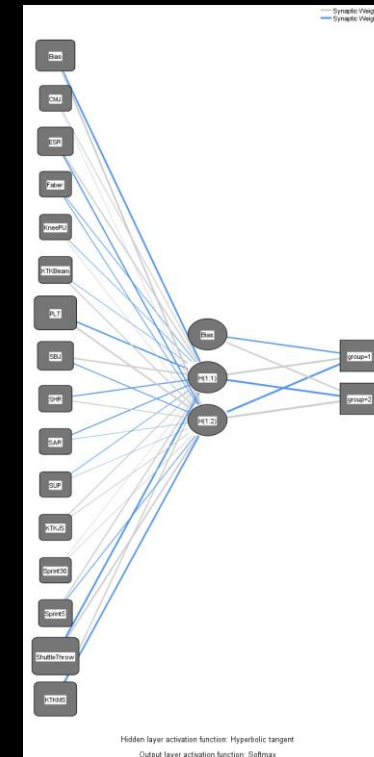 Synaptic Weig
Synaptic Weig
Bias
CMJ
ESR
Faber
KneePU
KTKBeam
PLT
SBJ
SHR
SAR
SUP
KTKJS
Sprint30
Sprint5
ShuttleThrow
KTKMS
Bias
H(1:1)
H(1:2)
group=1
group=2
Hidden layer activation function: Hyperbolic tangent
Output layer activation function: Softmax